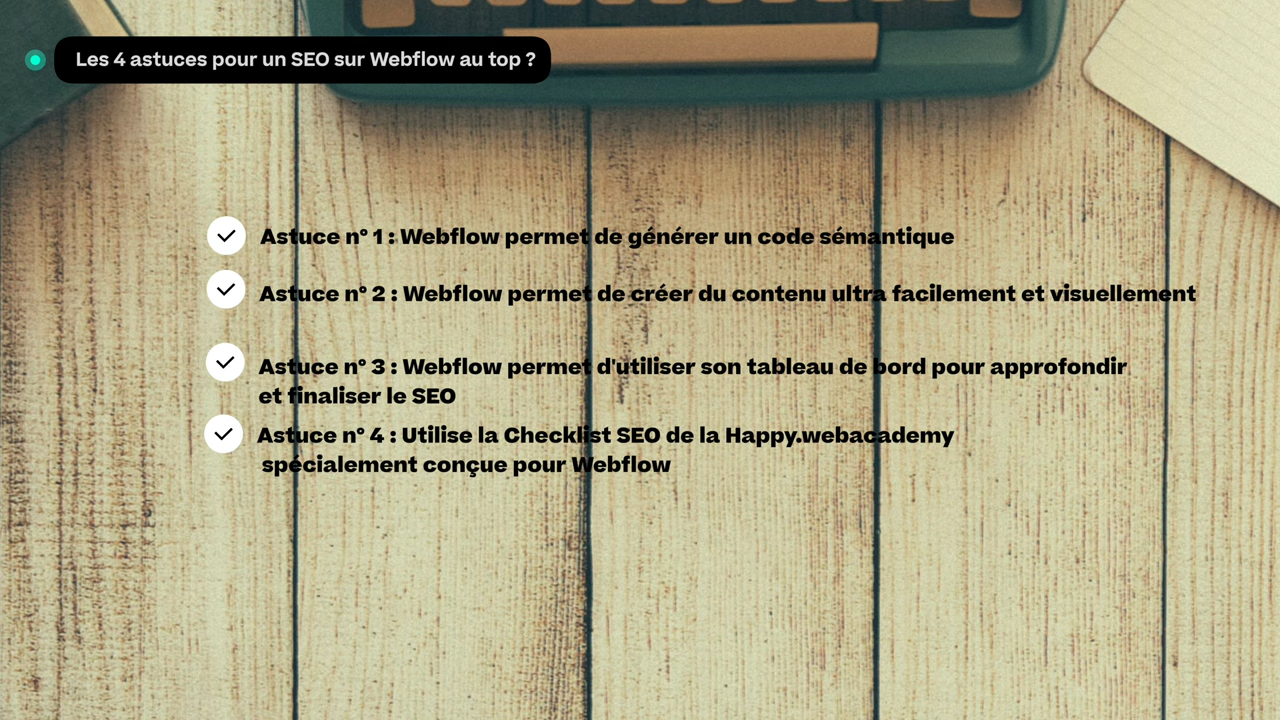 Les 4 astuces pour un SEO sur Webflow au top ?
Astuce n° 1 : Webflow permet de générer un code sémantique
Astuce n° 2 : Webflow permet de créer du contenu ultra facilement et visuellement
Astuce n° 3 : Webflow permet d'utiliser son tableau de bord pour approfondir
et finaliser le SEO
Astuce n° 4 : Utilise la Checklist SEO de la Happy.webacademy
spécialement conçue pour Webflow